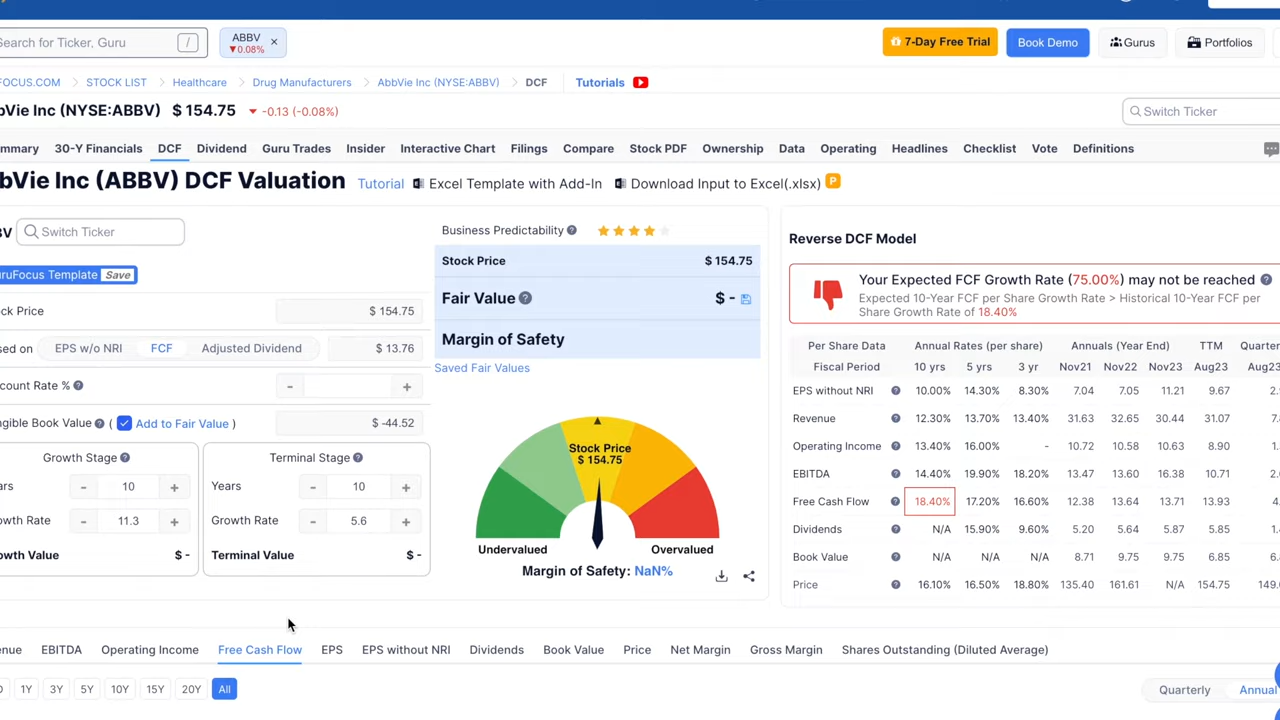 Search for Ticker, Guru /
ABBV
▼0.08% ×
7-Day Free Trial
Book Demo
Gurus
Portfolios
FOCUS.COM > STOCK LIST > Healthcare > Drug Manufacturers > AbbVie Inc (NYSE:ABBV) > DCF
Tutorials
bVie Inc (NYSE:ABBV) $ 154.75 ▼ -0.13 (-0.08%)
Switch Ticker
mmary 30-Y Financials DCF Dividend Guru Trades Insider Interactive Chart Filings Compare Stock PDF Ownership Data Operating Headlines Checklist Vote Definitions
bVie Inc (ABBV) DCF Valuation Tutorial Excel Template with Add-In Download Input to Excel(.xlsx) P
BV Switch Ticker
uruFocus Template Save
ck Price $ 154.75
sed on EPS w/o NRI FCF Adjusted Dividend $ 13.76
count Rate % - +
gible Book Value ( Add to Fair Value ) $ -44.52
Growth Stage
ars - 10 +
owth Rate - 11.3 +
owth Value $ -
Terminal Stage
Years - 10 +
Growth Rate - 5.6 +
Terminal Value $ -
Business Predictability
Stock Price $ 154.75
Fair Value $ -
Margin of Safety
Saved Fair Values
Stock Price
$ 154.75
Undervalued Overvalued
Margin of Safety: NaN%
Reverse DCF Model
Your Expected FCF Growth Rate (75.00%) may not be reached
Expected 10-Year FCF per Share Growth Rate > Historical 10-Year FCF per
Share Growth Rate of 18.40%
Per Share Data Annual Rates (per share) Annuals (Year End) TTM Quarter
Fiscal Period 10 yrs 5 yrs 3 yr Nov21 Nov22 Nov23 Aug23 Aug23
EPS without NRI 10.00% 14.30% 8.30% 7.04 7.05 11.21 9.67 2.
Revenue 12.30% 13.70% 13.40% 31.63 32.65 30.44 31.07 7.
Operating Income 13.40% 16.00% - 10.72 10.58 10.63 8.90 1.
EBITDA 14.40% 19.90% 18.20% 13.47 13.60 16.38 10.71 2.
Free Cash Flow 18.40% 17.20% 16.60% 12.38 13.64 13.71 13.93 4.
Dividends N/A 15.90% 9.60% 5.20 5.64 5.87 5.85 1.
Book Value N/A N/A N/A 8.71 9.75 9.75 6.85 6.
Price 16.10% 16.50% 18.80% 135.40 161.61 N/A 154.75 149.
enue EBITDA Operating Income Free Cash Flow EPS EPS without NRI Dividends Book Value Price Net Margin Gross Margin Shares Outstanding (Diluted Average)
1Y 3Y 5Y 10Y 15Y 20Y All
Quarterly Annual